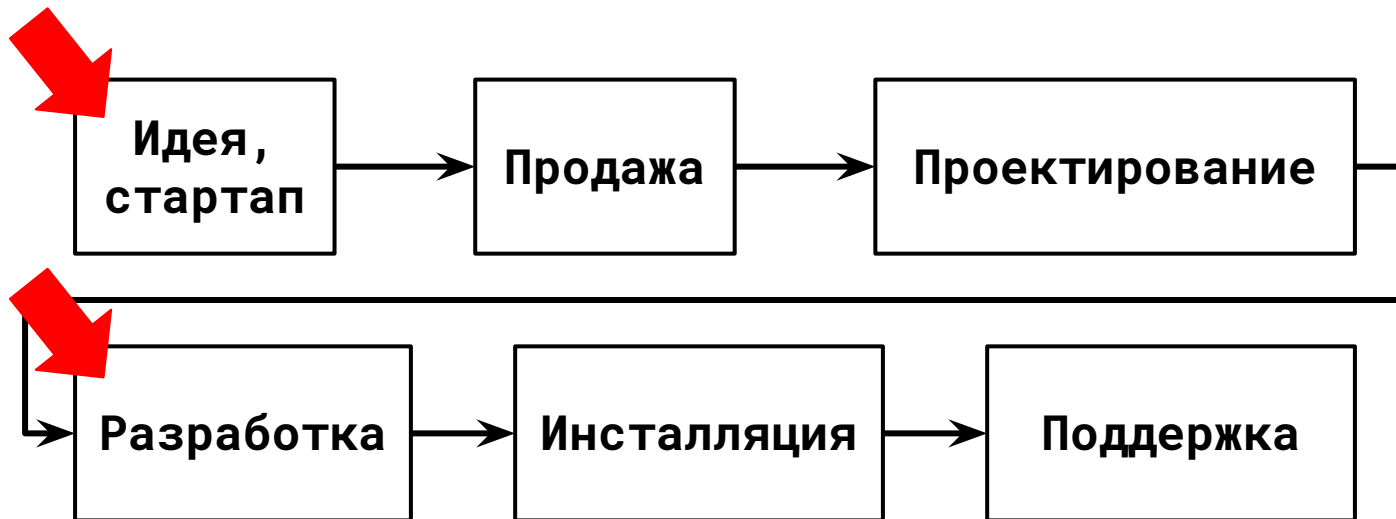 Идея,
стартап
Продажа
Проектирование
Разработка
Инсталляция
Поддержка